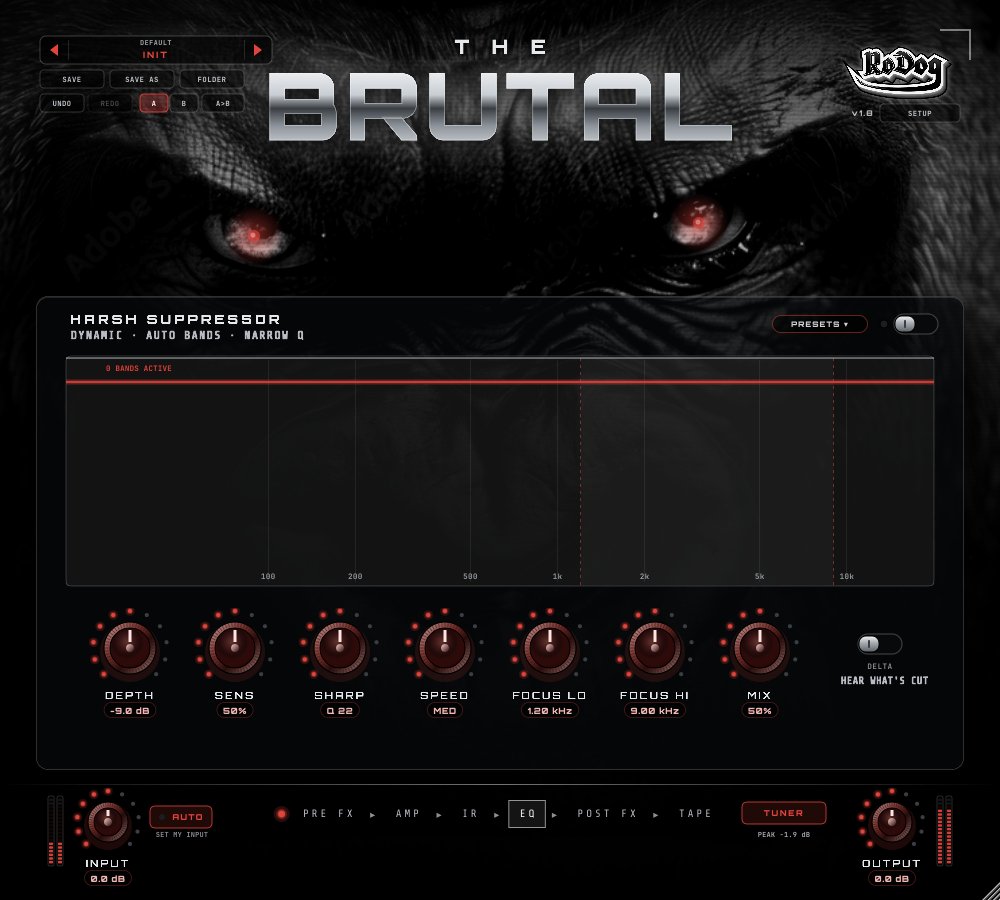 DEFAULT
INIT
SAVE SAVE AS FOLDER
UNDO REDO A B A>B
THE
BRUTAL
RoDog
v1.8 SETUP
Adobe S
HARSH SUPPRESSOR
DYNAMIC · AUTO BANDS · NARROW Q
PRESETS ▾
0 BANDS ACTIVE
100 200 500 1k 2k 5k 10k
DEPTH SENS SHARP SPEED FOCUS LO FOCUS HI MIX
-9.0 dB 50% Q 22 MED 1.20 kHz 9.00 kHz 50%
DELTA
HEAR WHAT'S CUT
INPUT
0.0 dB
AUTO
SET MY INPUT
PRE FX ▸ AMP ▸ IR ▸ EQ ▸ POST FX ▸ TAPE
TUNER
PEAK -1.9 dB
OUTPUT
0.0 dB